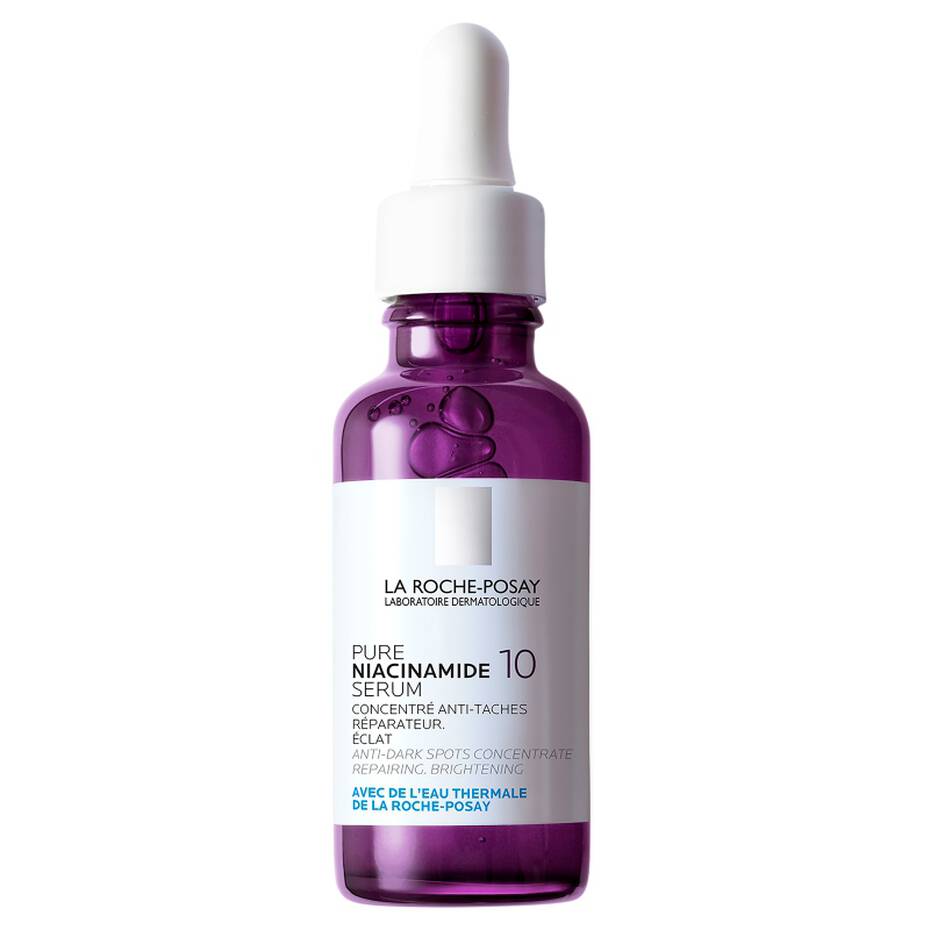 LA ROCHE-POSAY
LABORATOIRE DERMATOLOGIQUE
PURE
NIACINAMIDE 10
SERUM
CONCENTRÉ ANTI-TACHES
RÉPARATEUR.
ÉCLAT
ANTI-DARK SPOTS CONCENTRATE
REPAIRING. BRIGHTENING
AVEC DE L'EAU THERMALE
DE LA ROCHE-POSAY